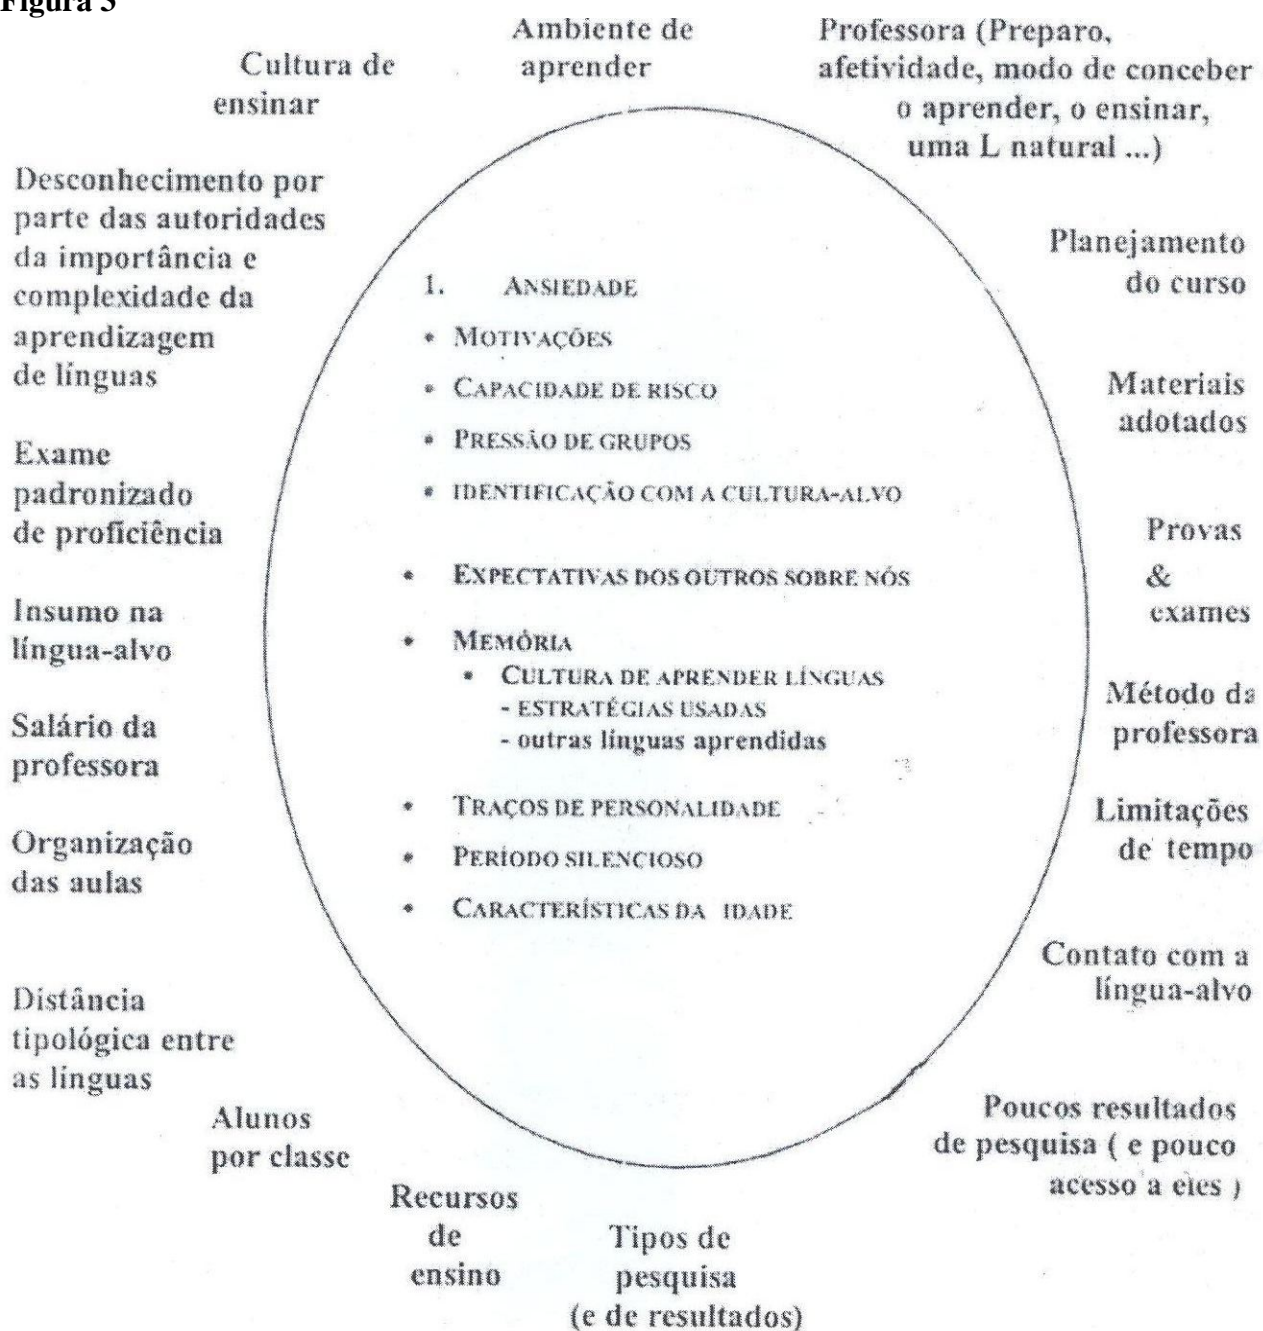 Figura 5
Ambiente de
aprender
Professora (Preparo,
afetividade, modo de conceber
o aprender, o ensinar,
uma L natural ...)
Cultura de
ensinar
Desconhecimento por
parte das autoridades
da importância e
complexidade da
aprendizagem
de línguas
Exame
padronizado
de proficiência
Insumo na
língua-alvo
Salário da
professora
Organização
das aulas
Distância
tipológica entre
as línguas
Alunos
por classe
Recursos
de
ensino
Tipos de
pesquisa
(e de resultados)
1. ANSIEDADE
• MOTIVAÇÕES
• CAPACIDADE DE RISCO
• PRESSÃO DE GRUPOS
• IDENTIFICAÇÃO COM A CULTURA-ALVO
• EXPECTATIVAS DOS OUTROS SOBRE NÓS
• MEMÓRIA
• CULTURA DE APRENDER LÍNGUAS
- ESTRATÉGIAS USADAS
- outras línguas aprendidas
• TRAÇOS DE PERSONALIDADE
• PERÍODO SILENCIOSO
• CARACTERÍSTICAS DA IDADE
Planejamento
do curso
Materiais
adotados
Provas
&
exames
Método da
professora
Limitações
de tempo
Contato com a
língua-alvo
Poucos resultados
de pesquisa ( e pouco
acesso a eles )